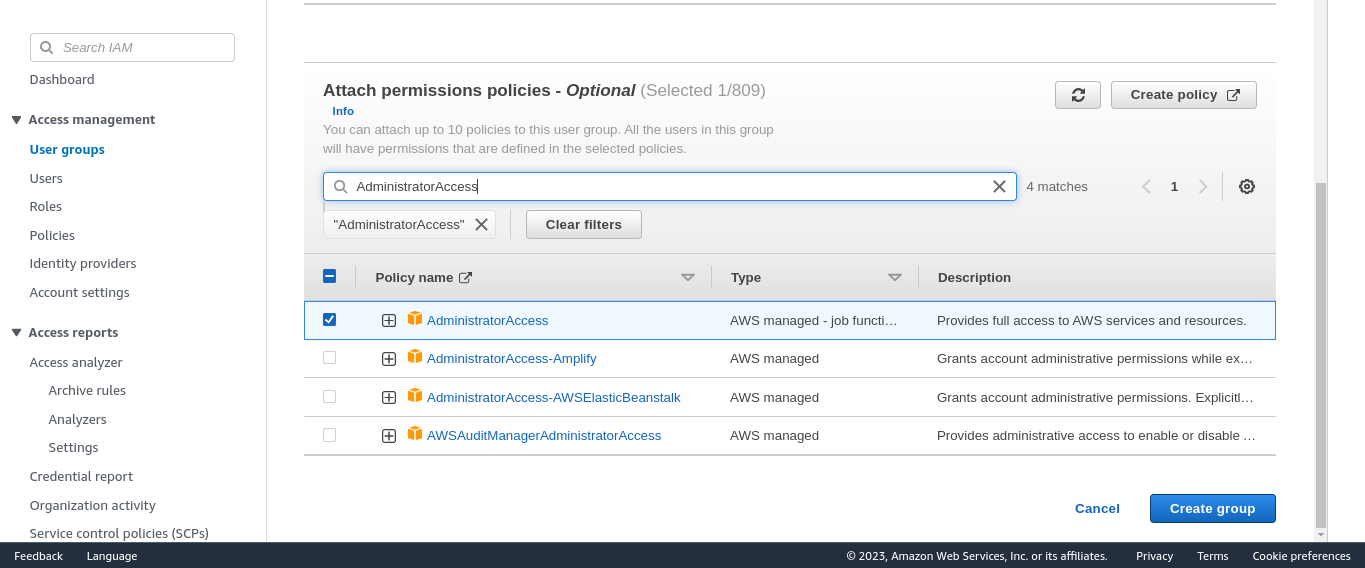 Search IAM
Dashboard
Access management
User groups
Users
Roles
Policies
Identity providers
Account settings
Access reports
Access analyzer
Archive rules
Analyzers
Settings
Credential report
Organization activity
Service control policies (SCPs)
Attach permissions policies - Optional (Selected 1/809)
Info
You can attach up to 10 policies to this user group. All the users in this group
will have permissions that are defined in the selected policies.
Create policy
AdministratorAccess
4 matches
1
"AdministratorAccess"
Clear filters
Policy name Type Description
AdministratorAccess AWS managed - job functi… Provides full access to AWS services and resources.
AdministratorAccess-Amplify AWS managed Grants account administrative permissions while ex…
AdministratorAccess-AWSElasticBeanstalk AWS managed Grants account administrative permissions. Explicitl…
AWSAuditManagerAdministratorAccess AWS managed Provides administrative access to enable or disable …
Cancel Create group
Feedback Language © 2023, Amazon Web Services, Inc. or its affiliates. Privacy Terms Cookie preferences